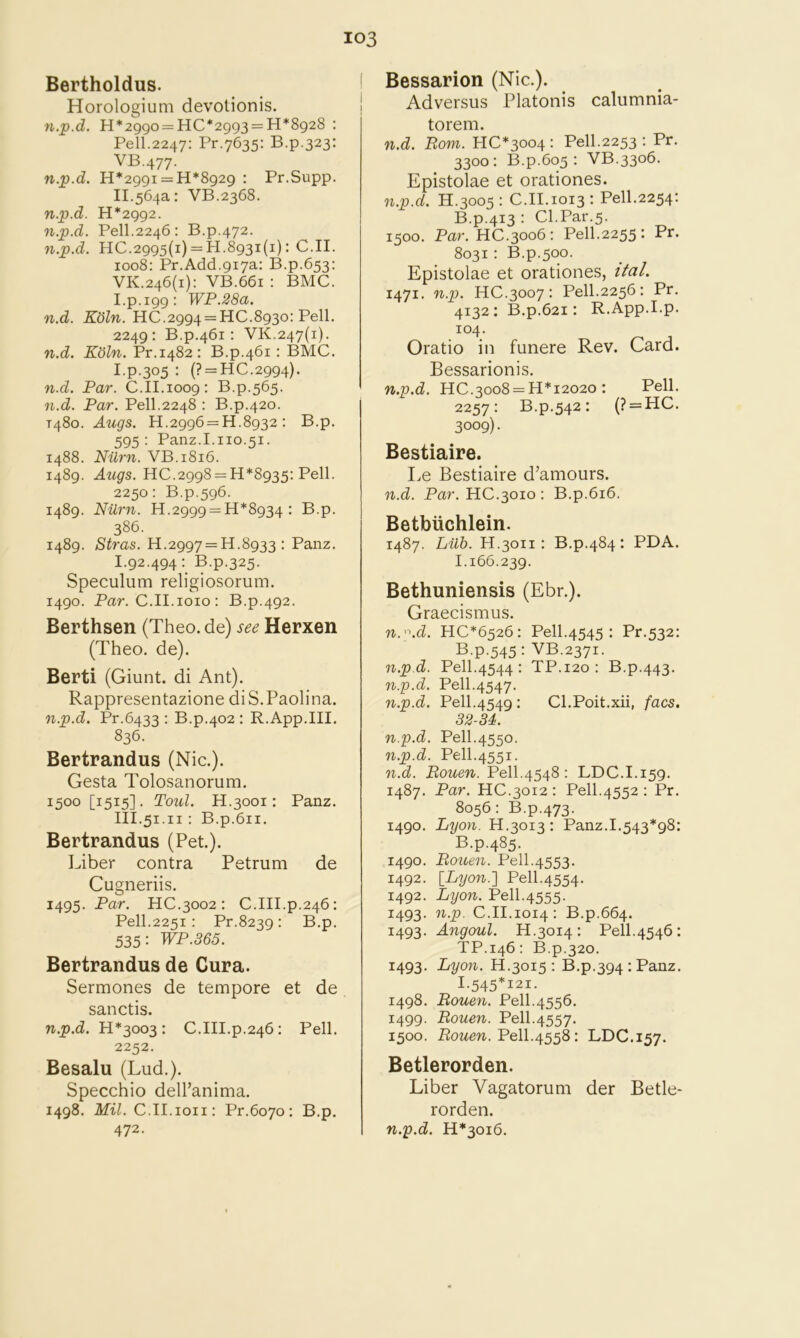 103
Bertholdus.
Horologium devotionis.
n.p.d. H*2990=HC*2993=H*8928 :
Pell.2247: Pr.7635: B.p.323:
VB.477.
n.p.d. H*2991=H*8929 : Pr.Supp.
II.564a: VB.2368.
n.p.d. H*2992.
n.p.d. Pell.2246: B.p.472.
n.p.d. HC.2995(1)=H.8931(1): C.II.
1008: Pr.Add.917a: B.p.653:
VK.246(1): VB.661 : BMC.
I.p.199 : WP.28a.
n.d. Köln. HC.2994=HC.8930: Pell.
2249: B.p.461 : VK.247(1).
n.d. Köln. Pr.1482 : B.p.461 : BMC.
I.p.305 : (?=HC.2994).
n.d. Par. C.II.1009: B.p.565.
n.d. Par. Pell.2248 : B.p.420.
1480. Augs. H.2996=H.8932 : B.p.
595 : Panz.I.110.51.
1488. Nürn. VB.1816.
1489. Augs. HC.2998=H*8935: Pell.
2250: B.p.596.
1489. Nürn. H.2999=H*8934 : B.p.
386.
1489. Stras. H.2997=H.8933 : Panz.
I.92.494: B.p.325.
Speculum religiosorum.
1490. Par. C.II.1010: B.p.492.
Berthsen (Theo. de) see Herxen
(Theo. de).
Berti (Giunt. di Ant).
Rappresentazione di S. Paolina.
n.p.d. Pr.6433 : B.p.402 : R.App.III.
836.
Bertrandus (Nic.).
Gesta Tolosanorum.
1500 [1515]. Toul. H.3001: Panz.
III.51.11 : B.p.611.
Bertrandus (Pet.).
Liber contra Petrum de
Cugneriis.
1495. Par. HC.3002: C.III.p.246:
Pell.2251 : Pr.8239 : B.p.
535: WP.365.
Bertrandus de Cura.
Sermones de tempore et de
sanctis.
n.p.d. H*3003: C.III.p.246: Pell.
2252.
Besalu (Lud.).
Specchio dell'anima.
1498. Mil. C.II.1011: Pr.6070: B.p.
472.
Bessarion (Nic.).
Adversus Platonis calumnia-
torem.
n.d. Rom. HC*3004: Pell.2253 : Pr.
3300: B.p.605 : VB.3306.
Epistolae et orationes.
n.p.d. H.3005 : C.II.1013 : Pell.2254:
B.p.413 : Cl.Par.5.
1500. Par. HC.3006: Pell.2255: Pr.
8031 : B.p.500.
Epistolae et orationes, ital.
1471. n.p. HC.3007: Pell.2256: Pr.
4132: B.p.621: R.App.I.p.
104.
Oratio in funere Rev. Card.
Bessarionis.
n.p.d. HC.3008=H*12020 : Pell.
2257: B.p.542: (?=HC.
3009).
Bestiaire.
Le Bestiaire d'amours.
n.d. Par. HC.3010 : B.p.616.
Betbüchlein.
1487. Lüb. H.3011 : B.p.484: PDA.
I.166.239.
Bethuniensis (Ebr.).
Graecismus.
n.p.d. HC*6526: Pell.4545 : Pr.532:
B.p.545: VB.2371.
n.p.d. Pell.4544: TP.120: B.p.443.
n.p.d. Pell.4547.
n.p.d. Pell.4549: Cl.Poit.xii, facs.
32-34.
n.p.d. Pell.4550.
n.p.d. Pell.4551.
n.d. Rouen. Pell.4548: LDC.I.159.
1487. Par. HC.3012: Pell.4552 : Pr.
8056: B.p.473.
1490. Lyon. H.3013: Panz.I.543*98:
B.p.485.
1490. Rouen. Pell.4553.
1492. [Lyon.] Pell.4554.
1492. Lyon. Pell.4555.
1493. n.p. C.II.1014: B.p.664.
1493. Angoul. H.3014: Pell.4546:
TP.146: B.p.320.
1493. Lyon. H.3015 : B.p.394 : Panz.
I.545*121.
1498. Rouen. Pell.4556.
1499. Rouen. Pell.4557.
1500. Rouen. Pell.4558: LDC.157.
Betlerorden.
Liber Vagatorum der Betle-
rorden.
n.p.d. H*3016.